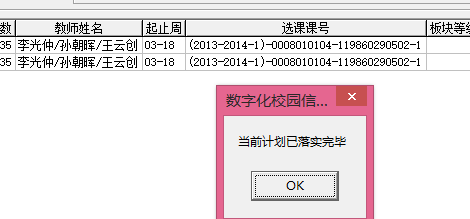 数 教师姓名 起止周 选课课号 板块等级
35 李光仲/孙朝晖/王云创 03-18 (2013-2014-1)-0008010104-119860290502-1
35 李光仲/孙朝晖/王云创 03-18 (2013-2014-1)-0008010104-119860290502-1
数字化校园信...
当前计划已落实完毕
OK